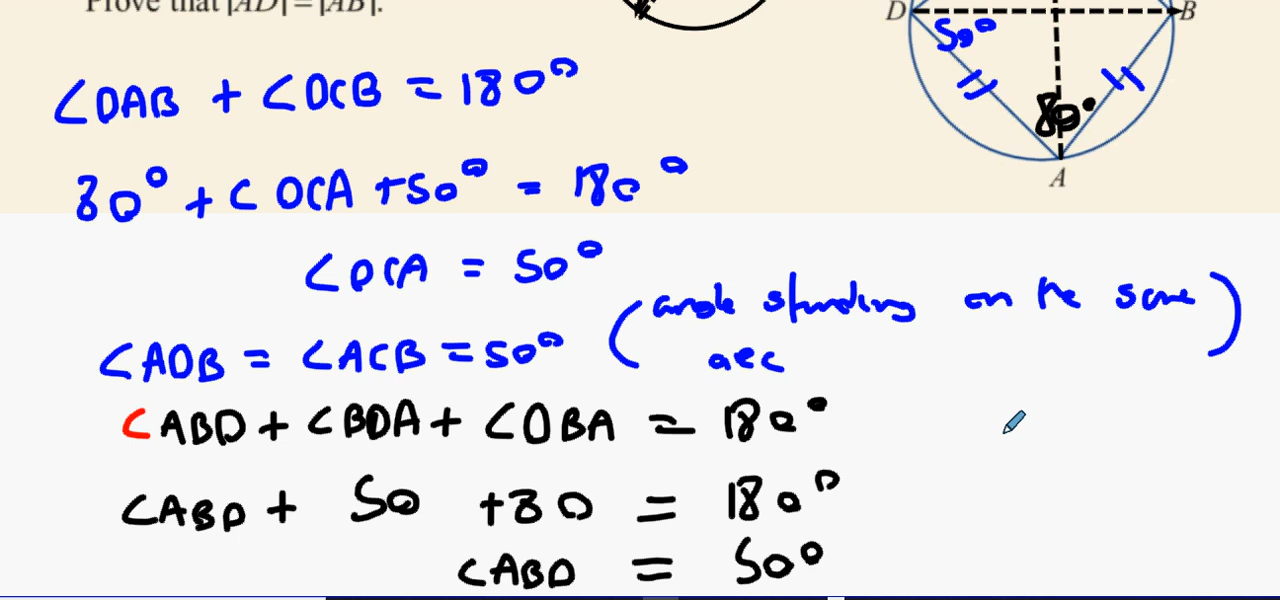 Prove that |AD| = |AB|.
D B
50°
80°
A
∠DAB + ∠DCB = 180°
80° + ∠DCA + 50° = 180°
∠DCA = 50°
∠ADB = ∠ACB = 50° (angle standing on the same arc)
∠ABD + ∠BDA + ∠DBA = 180°
∠ABD + 50 + 80 = 180°
∠ABD = 50°